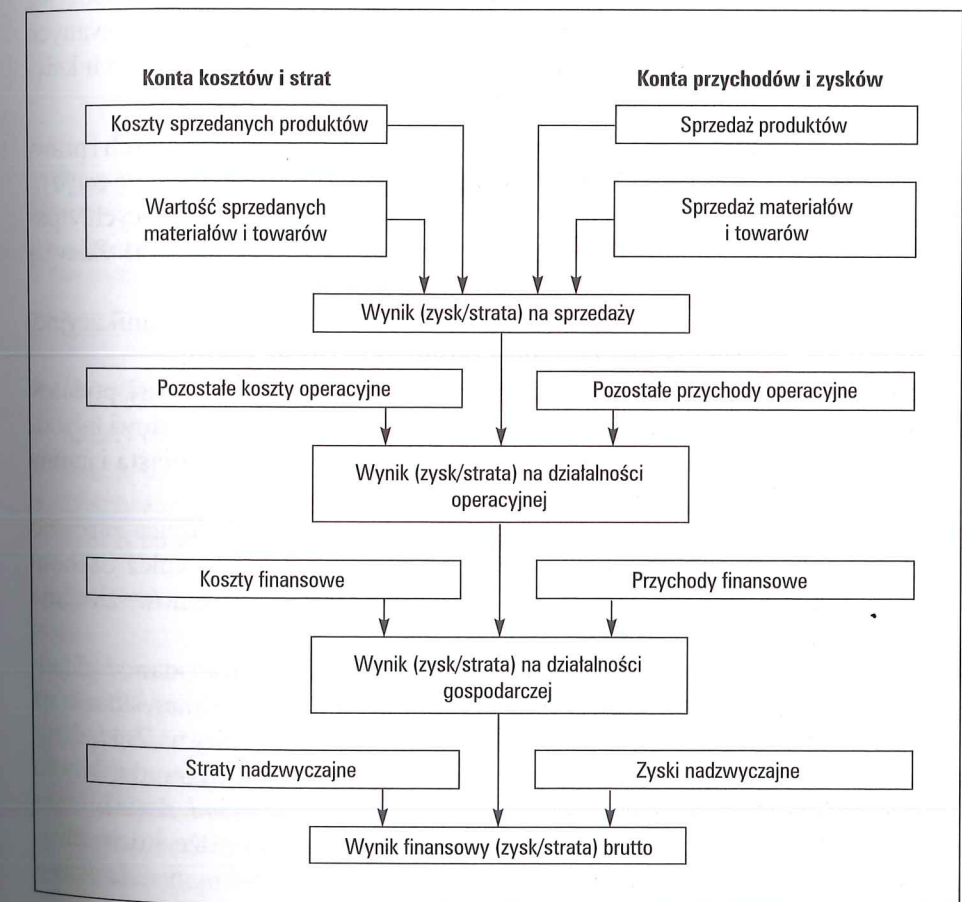 Konta kosztów i strat
Konta przychodów i zysków
Koszty sprzedanych produktów
Sprzedaż produktów
Wartość sprzedanych
materiałów i towarów
Sprzedaż materiałów
i towarów
Wynik (zysk/strata) na sprzedaży
Pozostałe koszty operacyjne
Pozostałe przychody operacyjne
Wynik (zysk/strata) na działalności
operacyjnej
Koszty finansowe
Przychody finansowe
Wynik (zysk/strata) na działalności
gospodarczej
Straty nadzwyczajne
Zyski nadzwyczajne
Wynik finansowy (zysk/strata) brutto